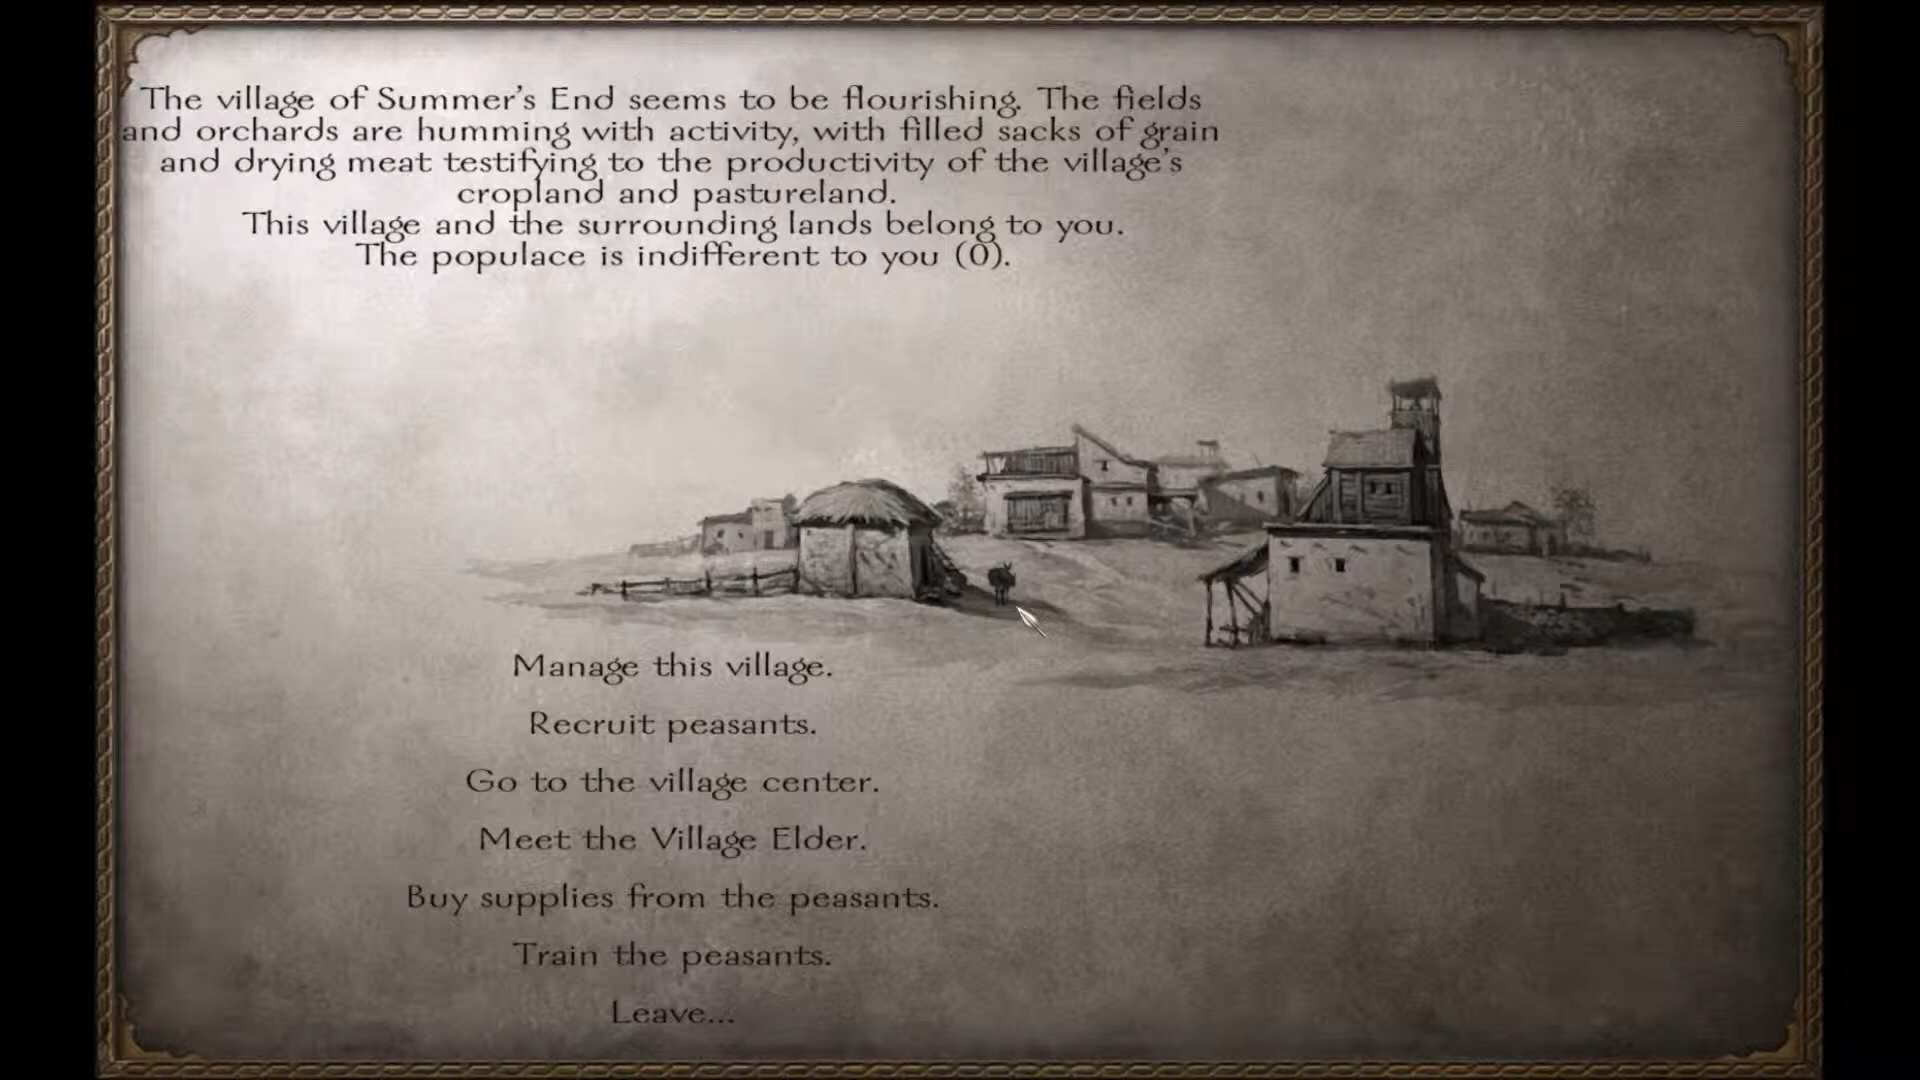 The village of Summer's End seems to be flourishing. The fields
and orchards are humming with activity, with filled sacks of grain
and drying meat testifying to the productivity of the village's
cropland and pastureland.
This village and the surrounding lands belong to you.
The populace is indifferent to you (0).
Manage this village.
Recruit peasants.
Go to the village center.
Meet the Village Elder.
Buy supplies from the peasants.
Train the peasants.
Leave...